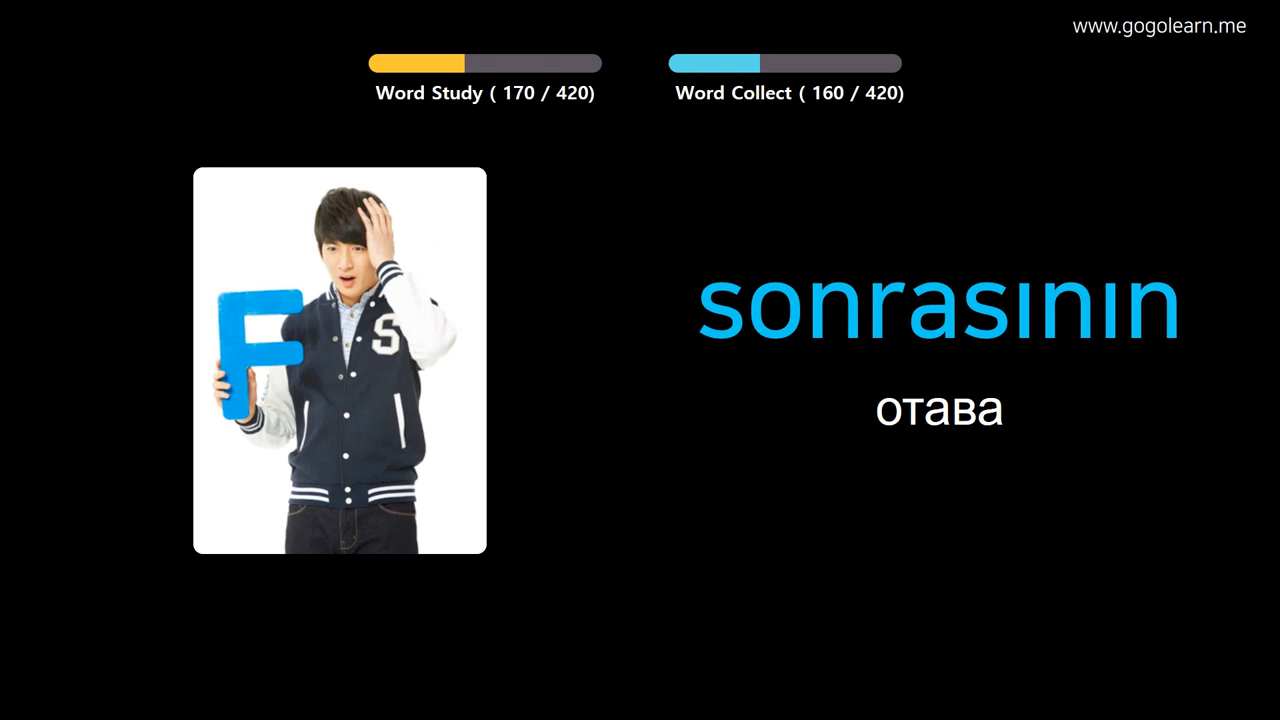 www.gogolearn.me
Word Study ( 170 / 420)
Word Collect ( 160 / 420)
F
S
sonrasının
отава